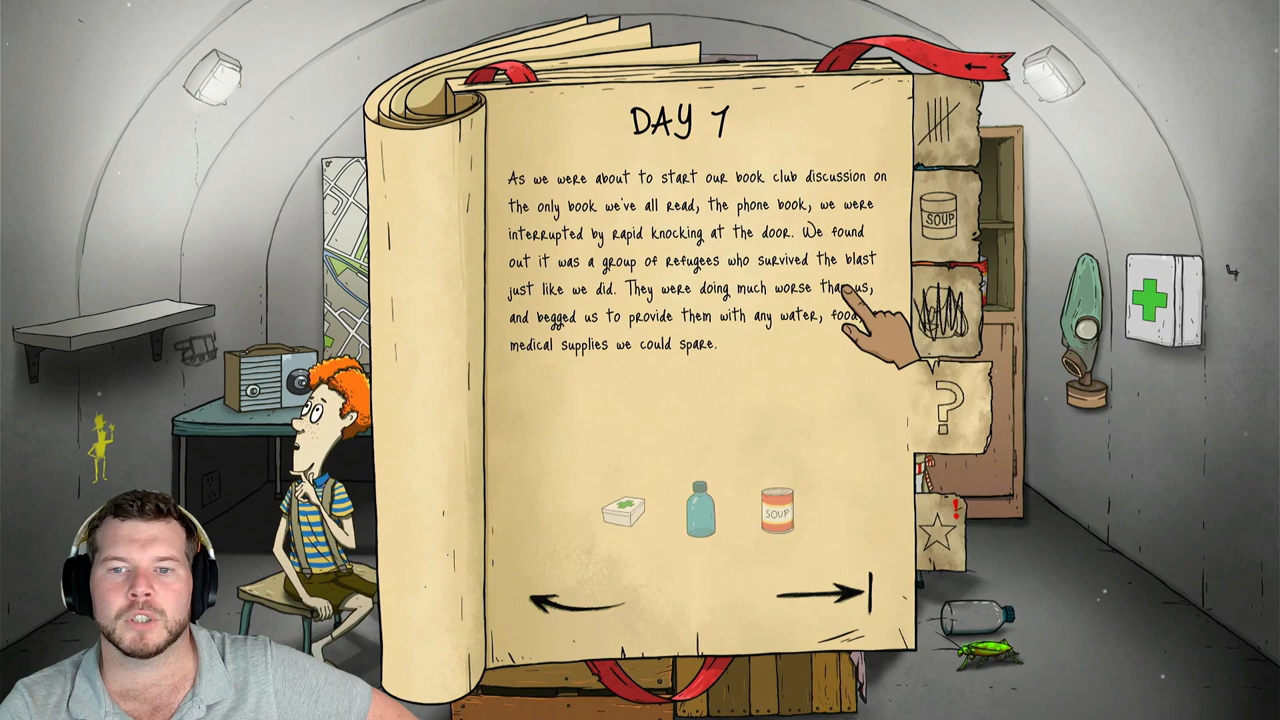 DAY 7
As we were about to start our book club discussion on
the only book we've all read, the phone book, we were
interrupted by rapid knocking at the door. We found
out it was a group of refugees who survived the blast
just like we did. They were doing much worse than us,
and begged us to provide them with any water, food,
medical supplies we could spare.
SOUP
SOUP